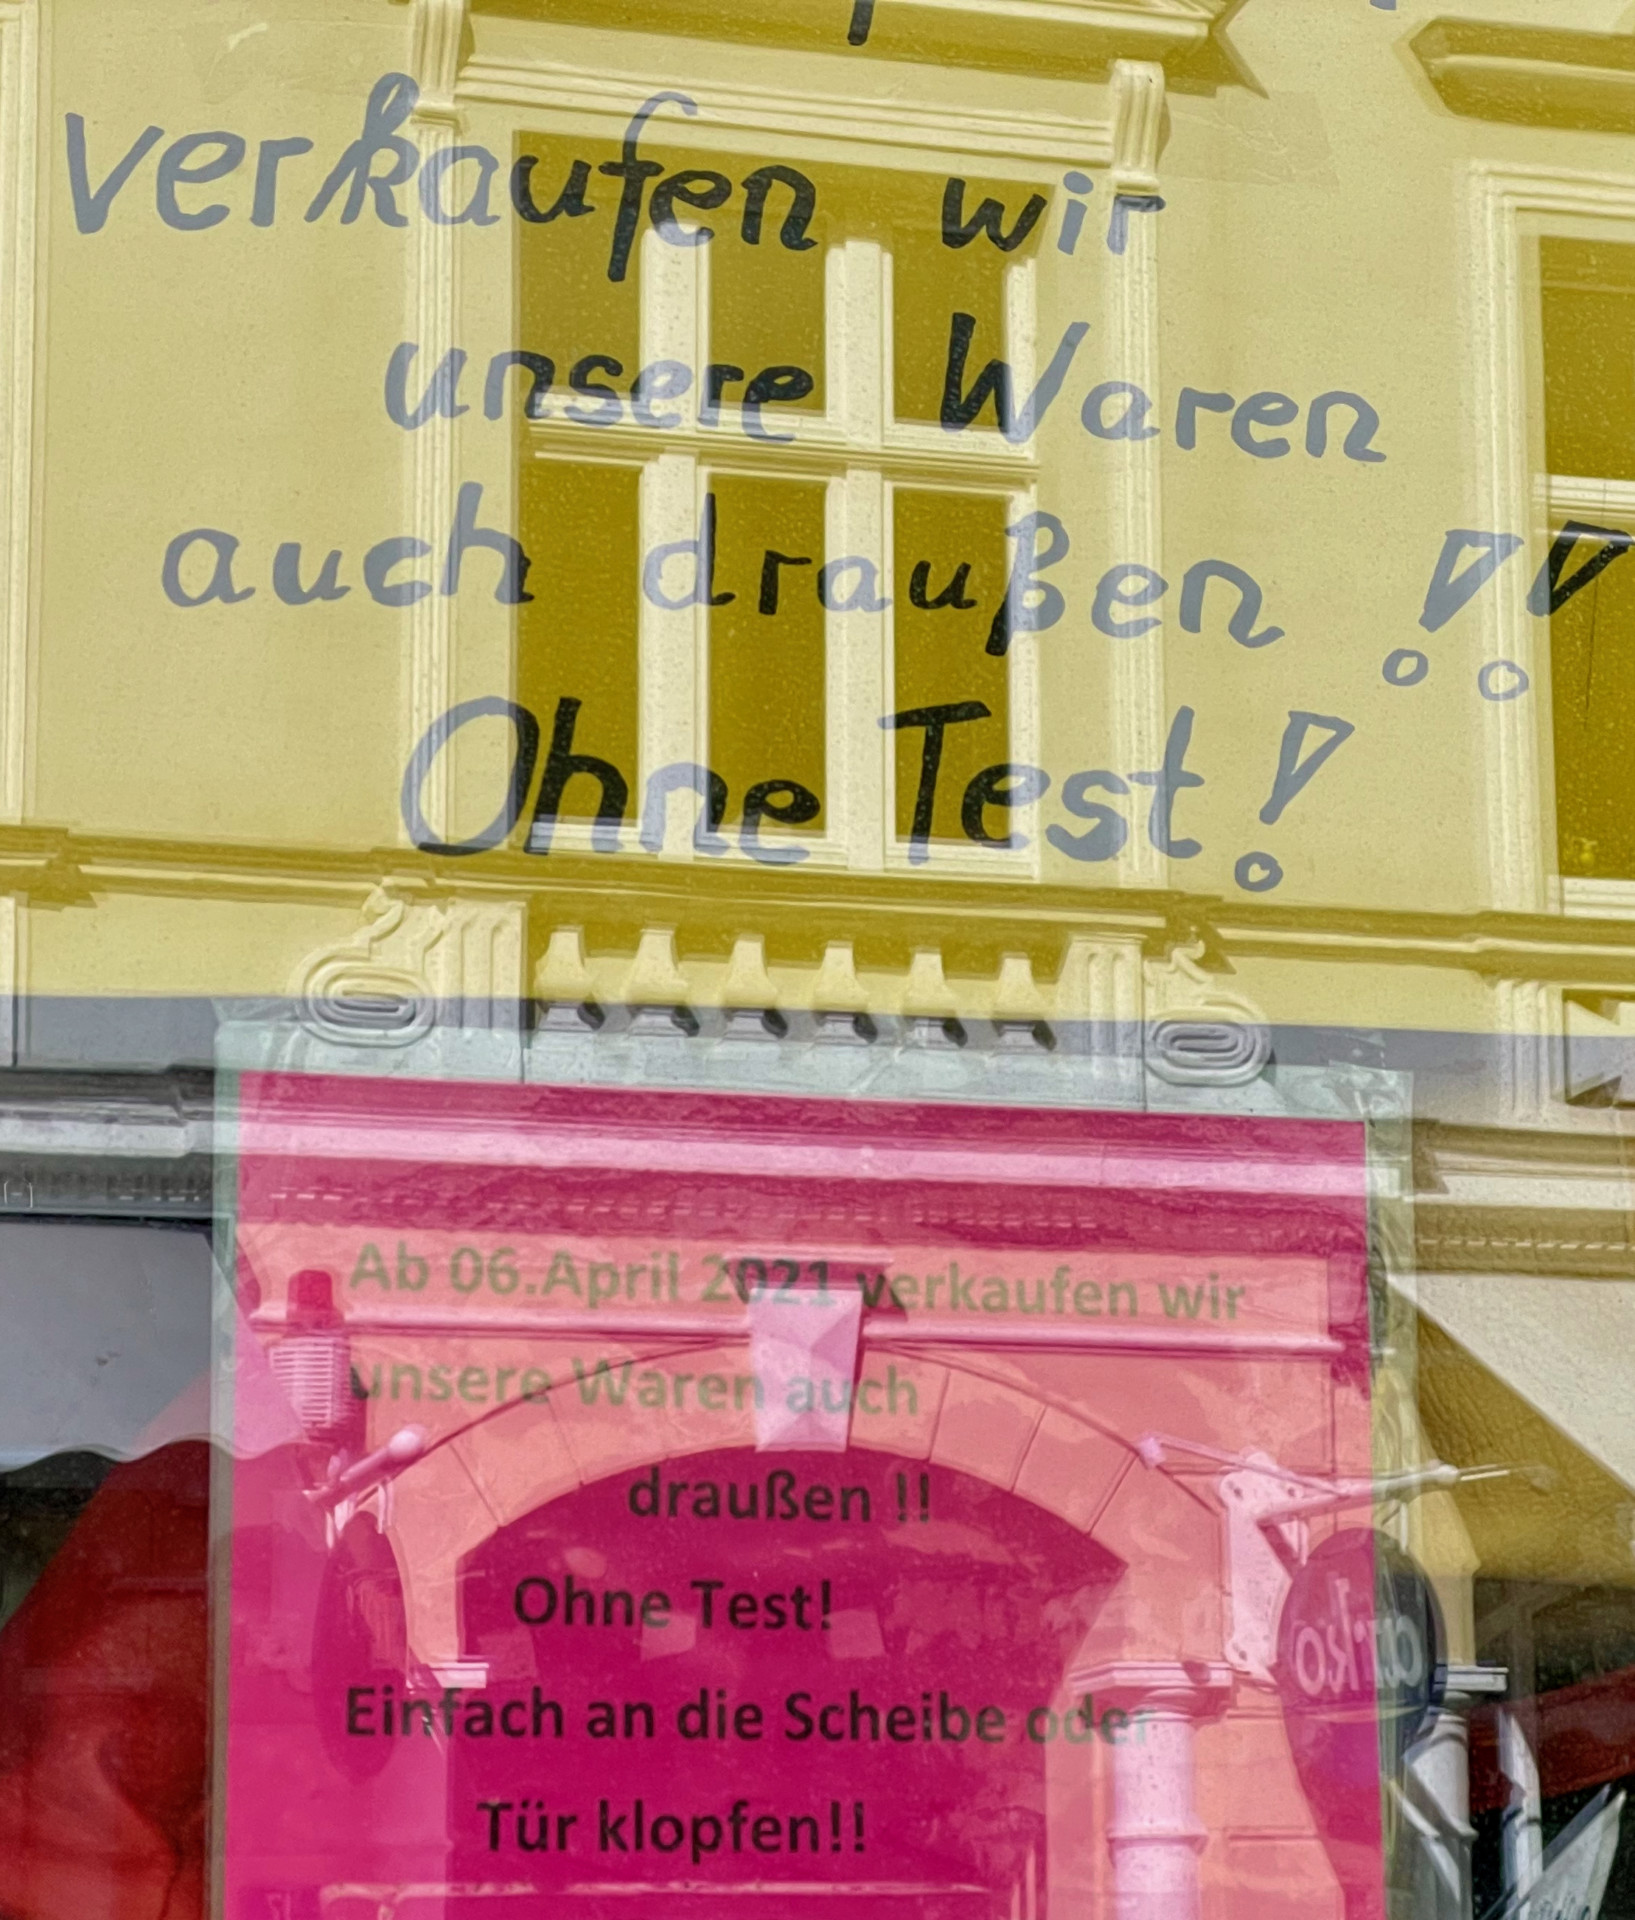 verkaufen wir
unsere Waren
auch draußen !!
Ohne Test!
Ab 06.April 2021 verkaufen wir
unsere Waren auch
draußen !!
Ohne Test!
Einfach an die Scheibe oder
Tür klopfen!!
arko